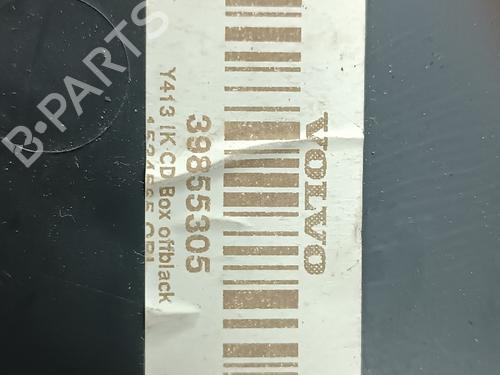 VOLVO
39855305
Y413 IK CD Box offblack
B-PARTS